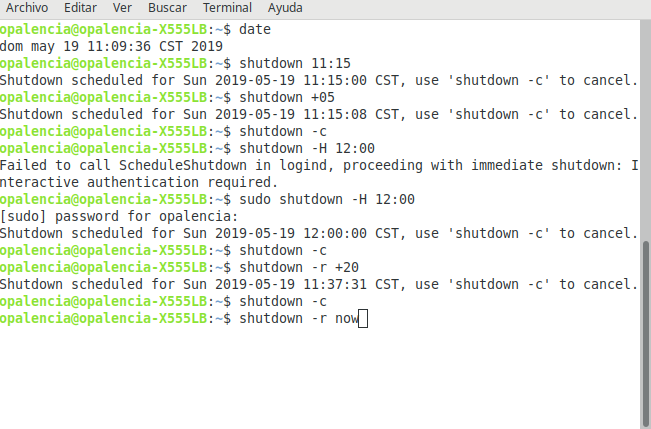 Archivo Editar Ver Buscar Terminal Ayuda
opalencia@opalencia-X555LB:~$ date
dom may 19 11:09:36 CST 2019
opalencia@opalencia-X555LB:~$ shutdown 11:15
Shutdown scheduled for Sun 2019-05-19 11:15:00 CST, use 'shutdown -c' to cancel.
opalencia@opalencia-X555LB:~$ shutdown +05
Shutdown scheduled for Sun 2019-05-19 11:15:08 CST, use 'shutdown -c' to cancel.
opalencia@opalencia-X555LB:~$ shutdown -c
opalencia@opalencia-X555LB:~$ shutdown -H 12:00
Failed to call ScheduleShutdown in logind, proceeding with immediate shutdown: I
nteractive authentication required.
opalencia@opalencia-X555LB:~$ sudo shutdown -H 12:00
[sudo] password for opalencia:
Shutdown scheduled for Sun 2019-05-19 12:00:00 CST, use 'shutdown -c' to cancel.
opalencia@opalencia-X555LB:~$ shutdown -c
opalencia@opalencia-X555LB:~$ shutdown -r +20
Shutdown scheduled for Sun 2019-05-19 11:37:31 CST, use 'shutdown -c' to cancel.
opalencia@opalencia-X555LB:~$ shutdown -c
opalencia@opalencia-X555LB:~$ shutdown -r now